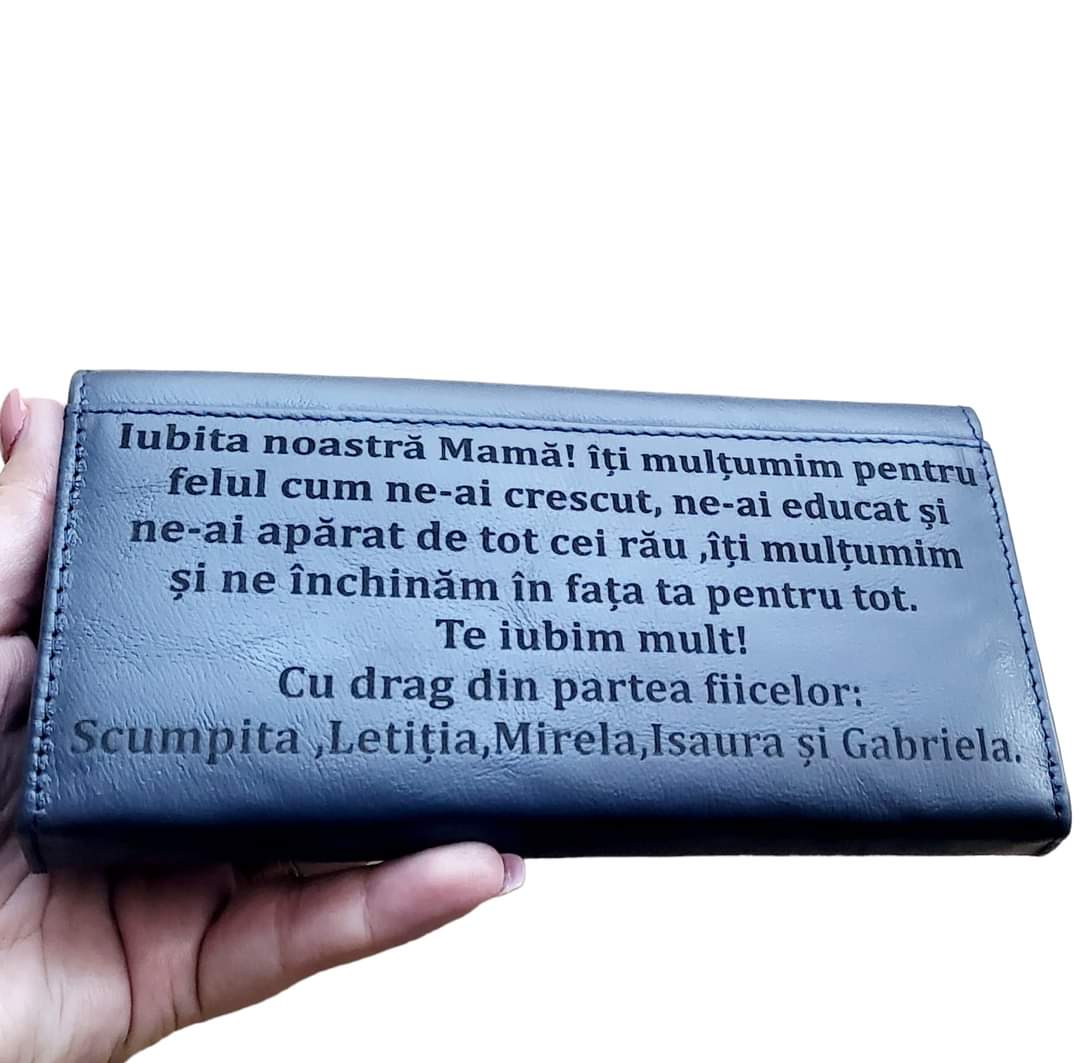 Iubita noastră Mamă! îți mulțumim pentru
felul cum ne-ai crescut, ne-ai educat și
ne-ai apărat de tot cei rău ,îți mulțumim
și ne închinăm în fața ta pentru tot.
Te iubim mult!
Cu drag din partea fiicelor:
Scumpita ,Letiția,Mirela,Isaura și Gabriela.